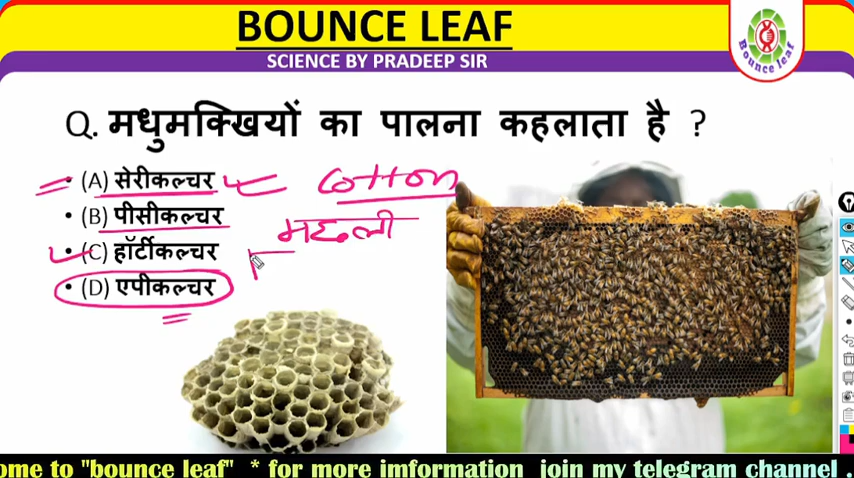 BOUNCE LEAF
SCIENCE BY PRADEEP SIR
Bounce leaf
Q. मधुमक्खियों का पालना कहलाता है ?
• (A) सेरीकल्चर
cotton
• (B) पीसीकल्चर
मछली
• (C) हॉर्टीकल्चर
• (D) एपीकल्चर
ome to "bounce leaf" * for more imformation join my telegram channel .